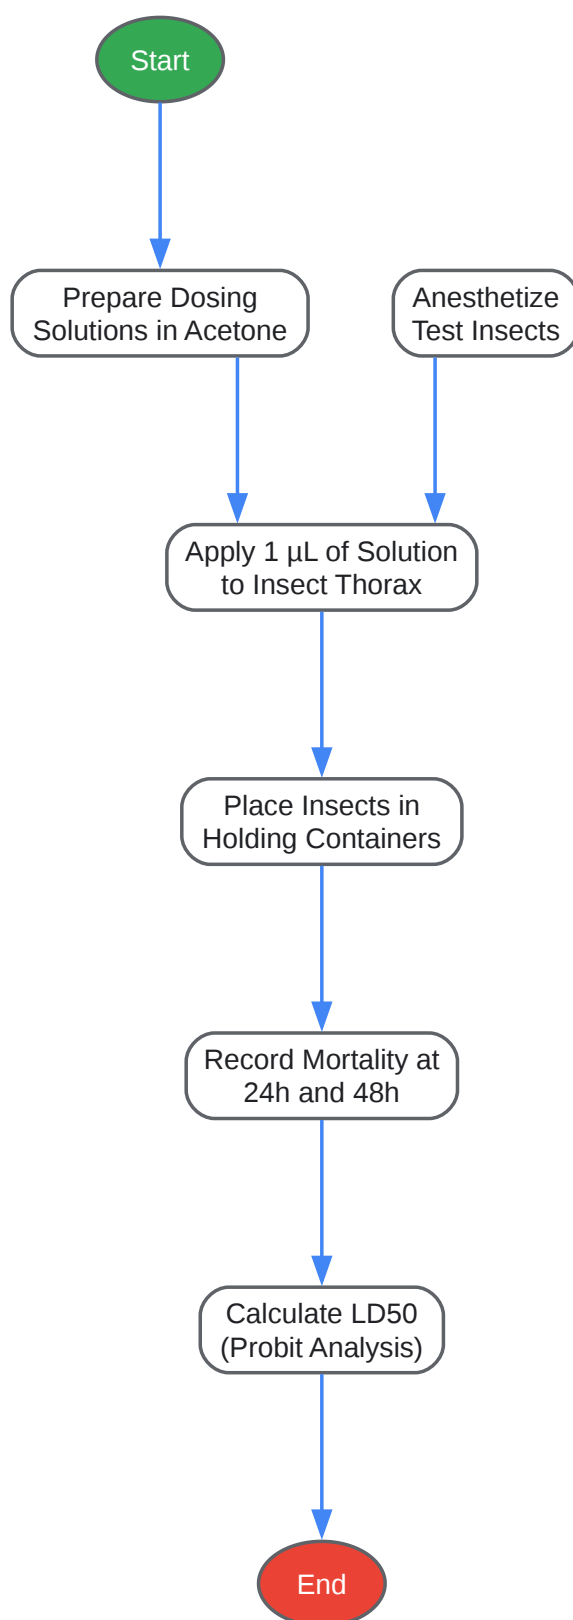 Start
Prepare Dosing
Solutions in Acetone
Anesthetize
Test Insects
Apply 1 µL of Solution
to Insect Thorax
Place Insects in
Holding Containers
Record Mortality at
24h and 48h
Calculate LD50
(Probit Analysis)
End